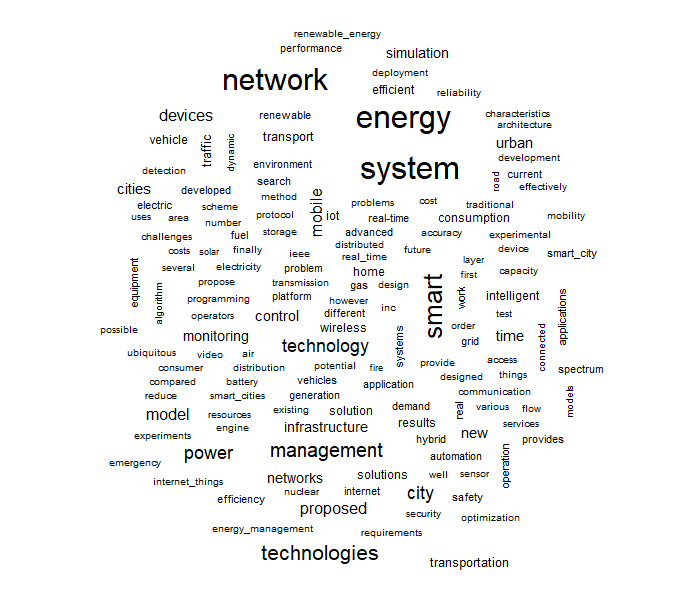 renewable_energy
performance
simulation
network
deployment
efficient
reliability
devices
renewable
energy
characteristics
architecture
vehicle
traffic
dynamic
transport
system
urban
development
detection
environment
search
road
current
effectively
cities
developed
method
mobile
problems
cost
traditional
electric
scheme
uses
area
number
protocol
iot
real-time
consumption
mobility
challenges
fuel
storage
advanced
accuracy
experimental
costs
solar
finally
ieee
distributed
real_time
future
layer
device
smart_city
equipment
several
electricity
problem
home
first
capacity
propose
transmission
gas
design
smart
work
intelligent
algorithm
programming
platform
however
inc
applications
operators
control
different
test
possible
monitoring
wireless
systems
order
grid
time
connected
ubiquitous
video
air
technology
consumer
distribution
potential
fire
provide
access
spectrum
compared
battery
vehicles
application
designed
things
reduce
smart_cities
generation
communication
models
model
resources
existing
solution
demand
real
various
flow
engine
infrastructure
results
services
experiments
hybrid
new
provides
power
management
automation
operation
emergency
internet_things
networks
solutions
well
sensor
nuclear
internet
city
safety
efficiency
proposed
security
optimization
energy_management
requirements
technologies
transportation